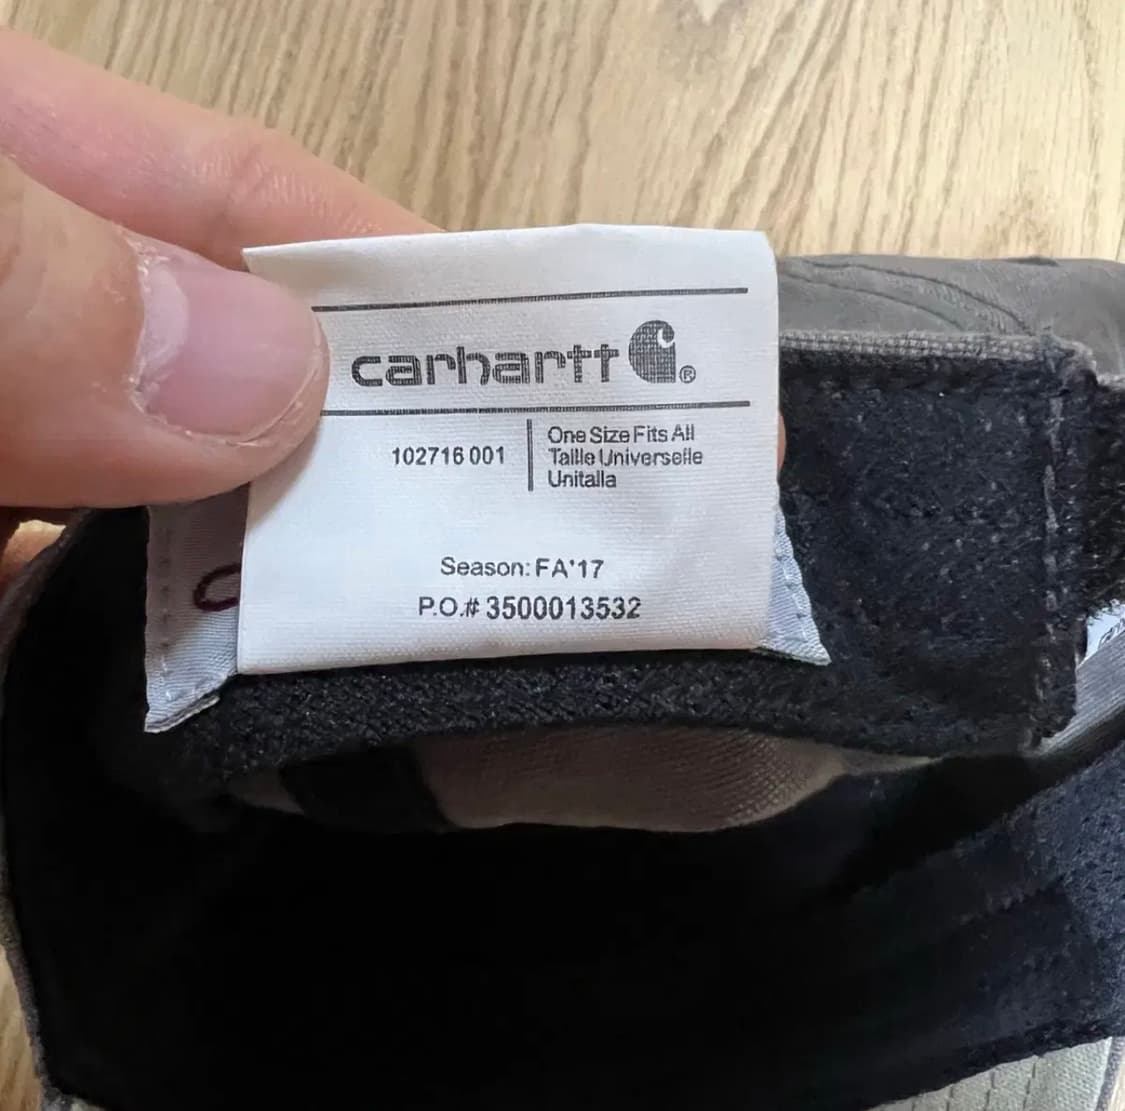 carhartt ®
102716 001
One Size Fits All
Taille Universelle
Unitalla
Season: FA'17
P.O.# 3500013532